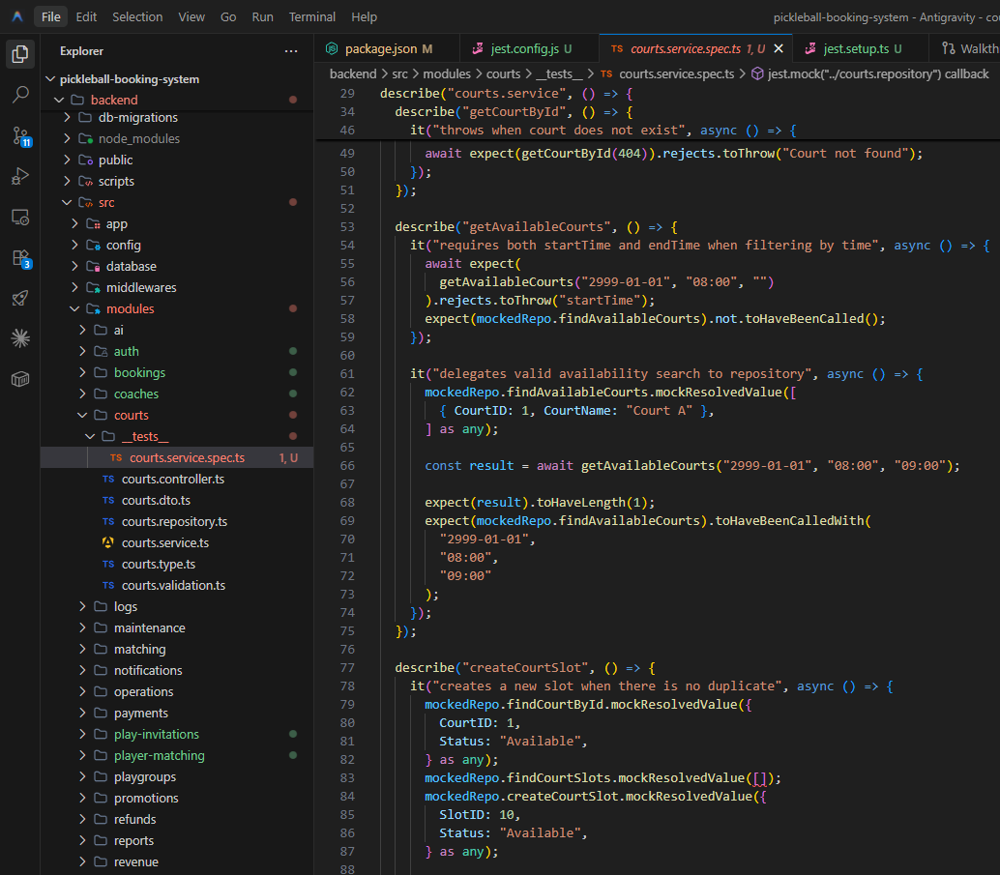 File Edit Selection View Go Run Terminal Help
pickleball-booking-system - Antigravity - cou
Explorer ...
pickleball-booking-system
backend
db-migrations
node_modules
public
scripts
src
app
config
database
middlewares
modules
ai
auth
bookings
coaches
courts
__tests__
TS courts.service.spec.ts 1, U
TS courts.controller.ts
TS courts.dto.ts
TS courts.repository.ts
courts.service.ts
TS courts.type.ts
TS courts.validation.ts
logs
maintenance
matching
notifications
operations
payments
play-invitations
player-matching
playgroups
promotions
refunds
reports
revenue
11
3
package.json M jest.config.js U TS courts.service.spec.ts 1, U jest.setup.ts U Walkth
backend > src > modules > courts > __tests__ > TS courts.service.spec.ts > jest.mock("../courts.repository") callback
29 describe("courts.service", () => {
34 describe("getCourtById", () => {
46 it("throws when court does not exist", async () => {
49 await expect(getCourtById(404)).rejects.toThrow("Court not found");
50 });
51 });
52
53 describe("getAvailableCourts", () => {
54 it("requires both startTime and endTime when filtering by time", async () => {
55 await expect(
56 getAvailableCourts("2999-01-01", "08:00", "")
57 ).rejects.toThrow("startTime");
58 expect(mockedRepo.findAvailableCourts).not.toHaveBeenCalled();
59 });
60
61 it("delegates valid availability search to repository", async () => {
62 mockedRepo.findAvailableCourts.mockResolvedValue([
63 { CourtID: 1, CourtName: "Court A" },
64 ] as any);
65
66 const result = await getAvailableCourts("2999-01-01", "08:00", "09:00");
67
68 expect(result).toHaveLength(1);
69 expect(mockedRepo.findAvailableCourts).toHaveBeenCalledWith(
70 "2999-01-01",
71 "08:00",
72 "09:00"
73 );
74 });
75 });
76
77 describe("createCourtSlot", () => {
78 it("creates a new slot when there is no duplicate", async () => {
79 mockedRepo.findCourtById.mockResolvedValue({
80 CourtID: 1,
81 Status: "Available",
82 } as any);
83 mockedRepo.findCourtSlots.mockResolvedValue([]);
84 mockedRepo.createCourtSlot.mockResolvedValue({
85 SlotID: 10,
86 Status: "Available",
87 } as any);
88